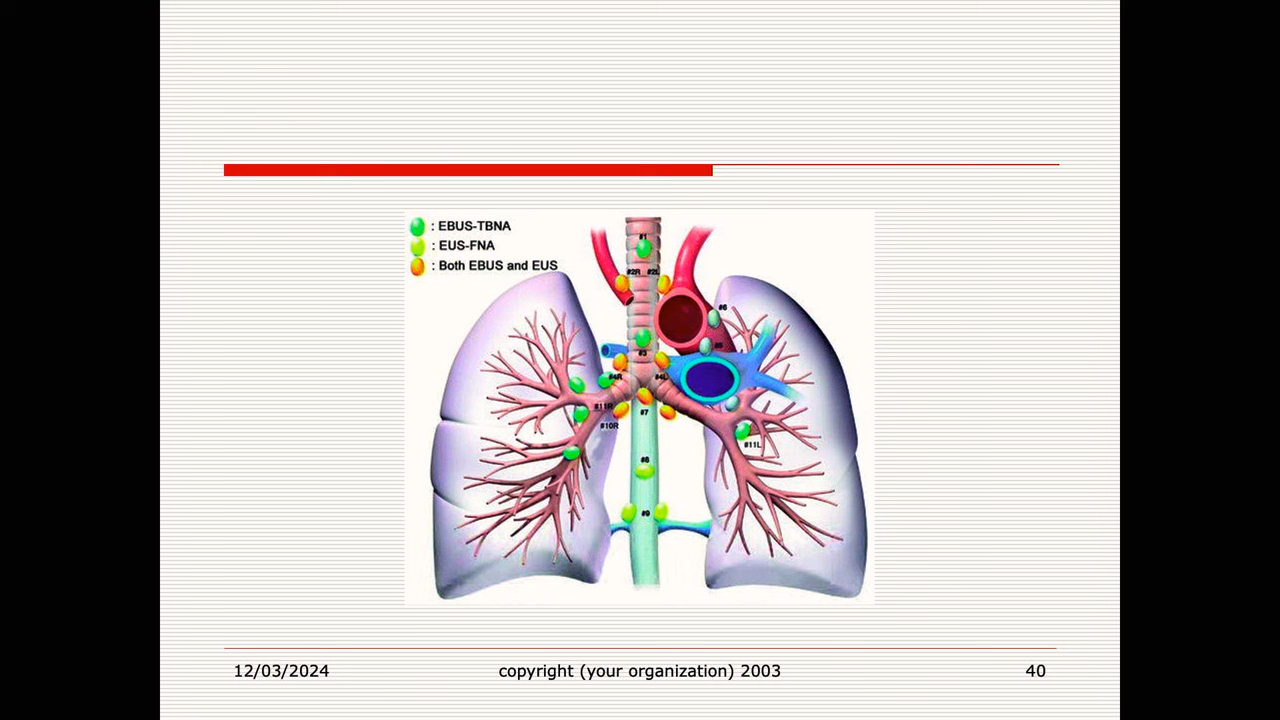 : EBUS-TBNA
: EUS-FNA
: Both EBUS and EUS
#1
#2R #2L
#6
#5
#3
#4R #4L
#11R
#7
#10R
#11L
#8
#9
12/03/2024 copyright (your organization) 2003 40